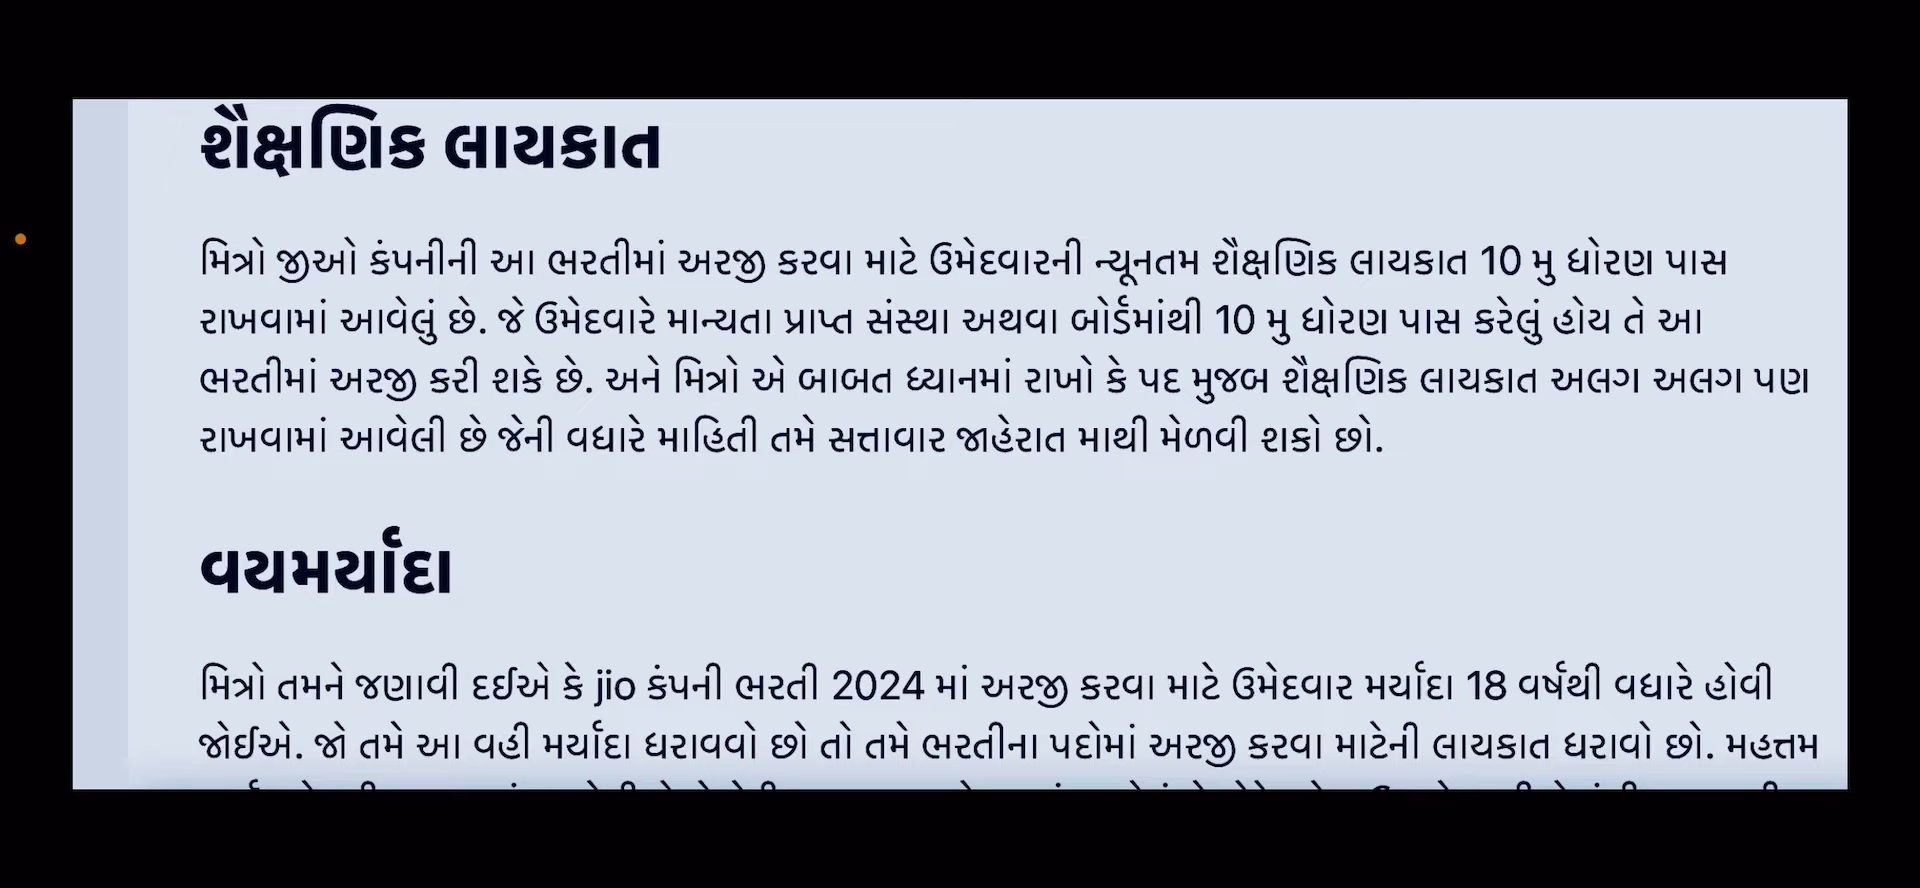 શૈક્ષણિક લાયકાત
મિત્રો જીઓ કંપનીની આ ભરતીમાં અરજી કરવા માટે ઉમેદવારની ન્યૂનતમ શૈક્ષણિક લાયકાત 10 મુ ધોરણ પાસ
રાખવામાં આવેલું છે. જે ઉમેદવારે માન્યતા પ્રાપ્ત સંસ્થા અથવા બોર્ડમાંથી 10 મુ ધોરણ પાસ કરેલું હોય તે આ
ભરતીમાં અરજી કરી શકે છે. અને મિત્રો એ બાબત ધ્યાનમાં રાખો કે પદ મુજબ શૈક્ષણિક લાયકાત અલગ અલગ પણ
રાખવામાં આવેલી છે જેની વધારે માહિતી તમે સત્તાવાર જાહેરાત માથી મેળવી શકો છો.
વયમર્યાદા
મિત્રો તમને જણાવી દઈએ કે jio કંપની ભરતી 2024 માં અરજી કરવા માટે ઉમેદવાર મર્યાદા 18 વર્ષથી વધારે હોવી
જોઈએ. જો તમે આ વહી મર્યાદા ધરાવવો છો તો તમે ભરતીના પદોમાં અરજી કરવા માટેની લાયકાત ધરાવો છો. મહત્તમ